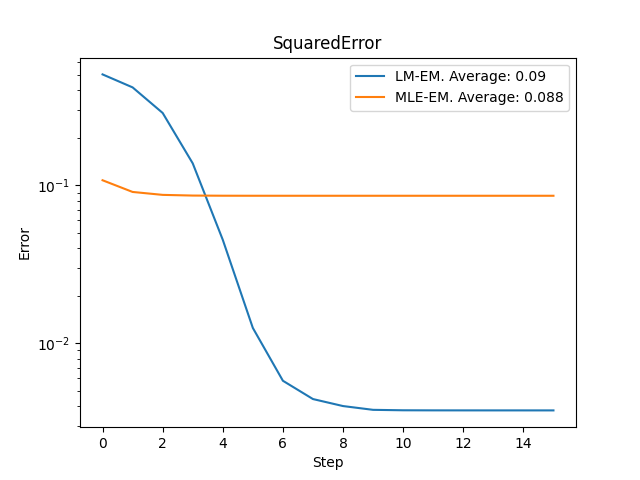 SquaredError
LM-EM. Average: 0.09
MLE-EM. Average: 0.088
Error
10⁻¹
10⁻²
0 2 4 6 8 10 12 14
Step